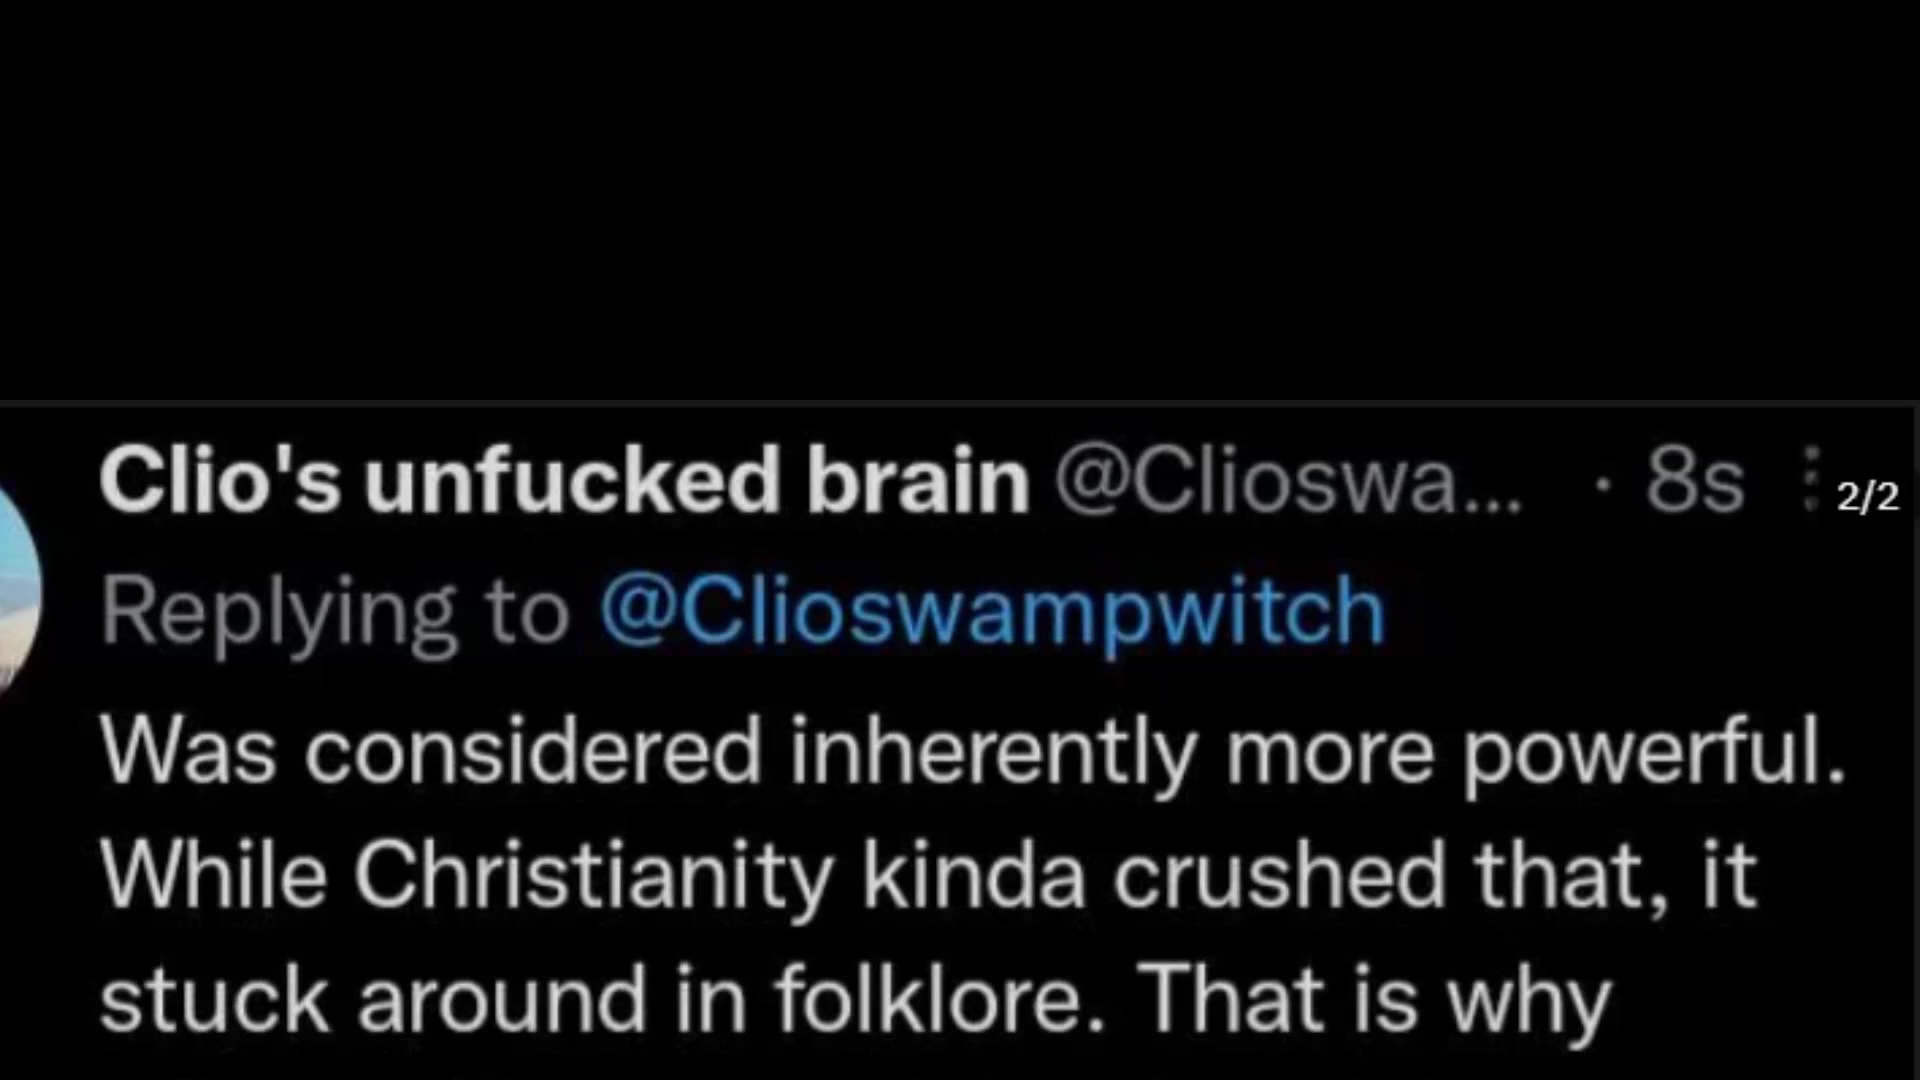 Clio's unfucked brain @Clioswa... · 8s
2/2
Replying to @Clioswampwitch
Was considered inherently more powerful.
While Christianity kinda crushed that, it
stuck around in folklore. That is why